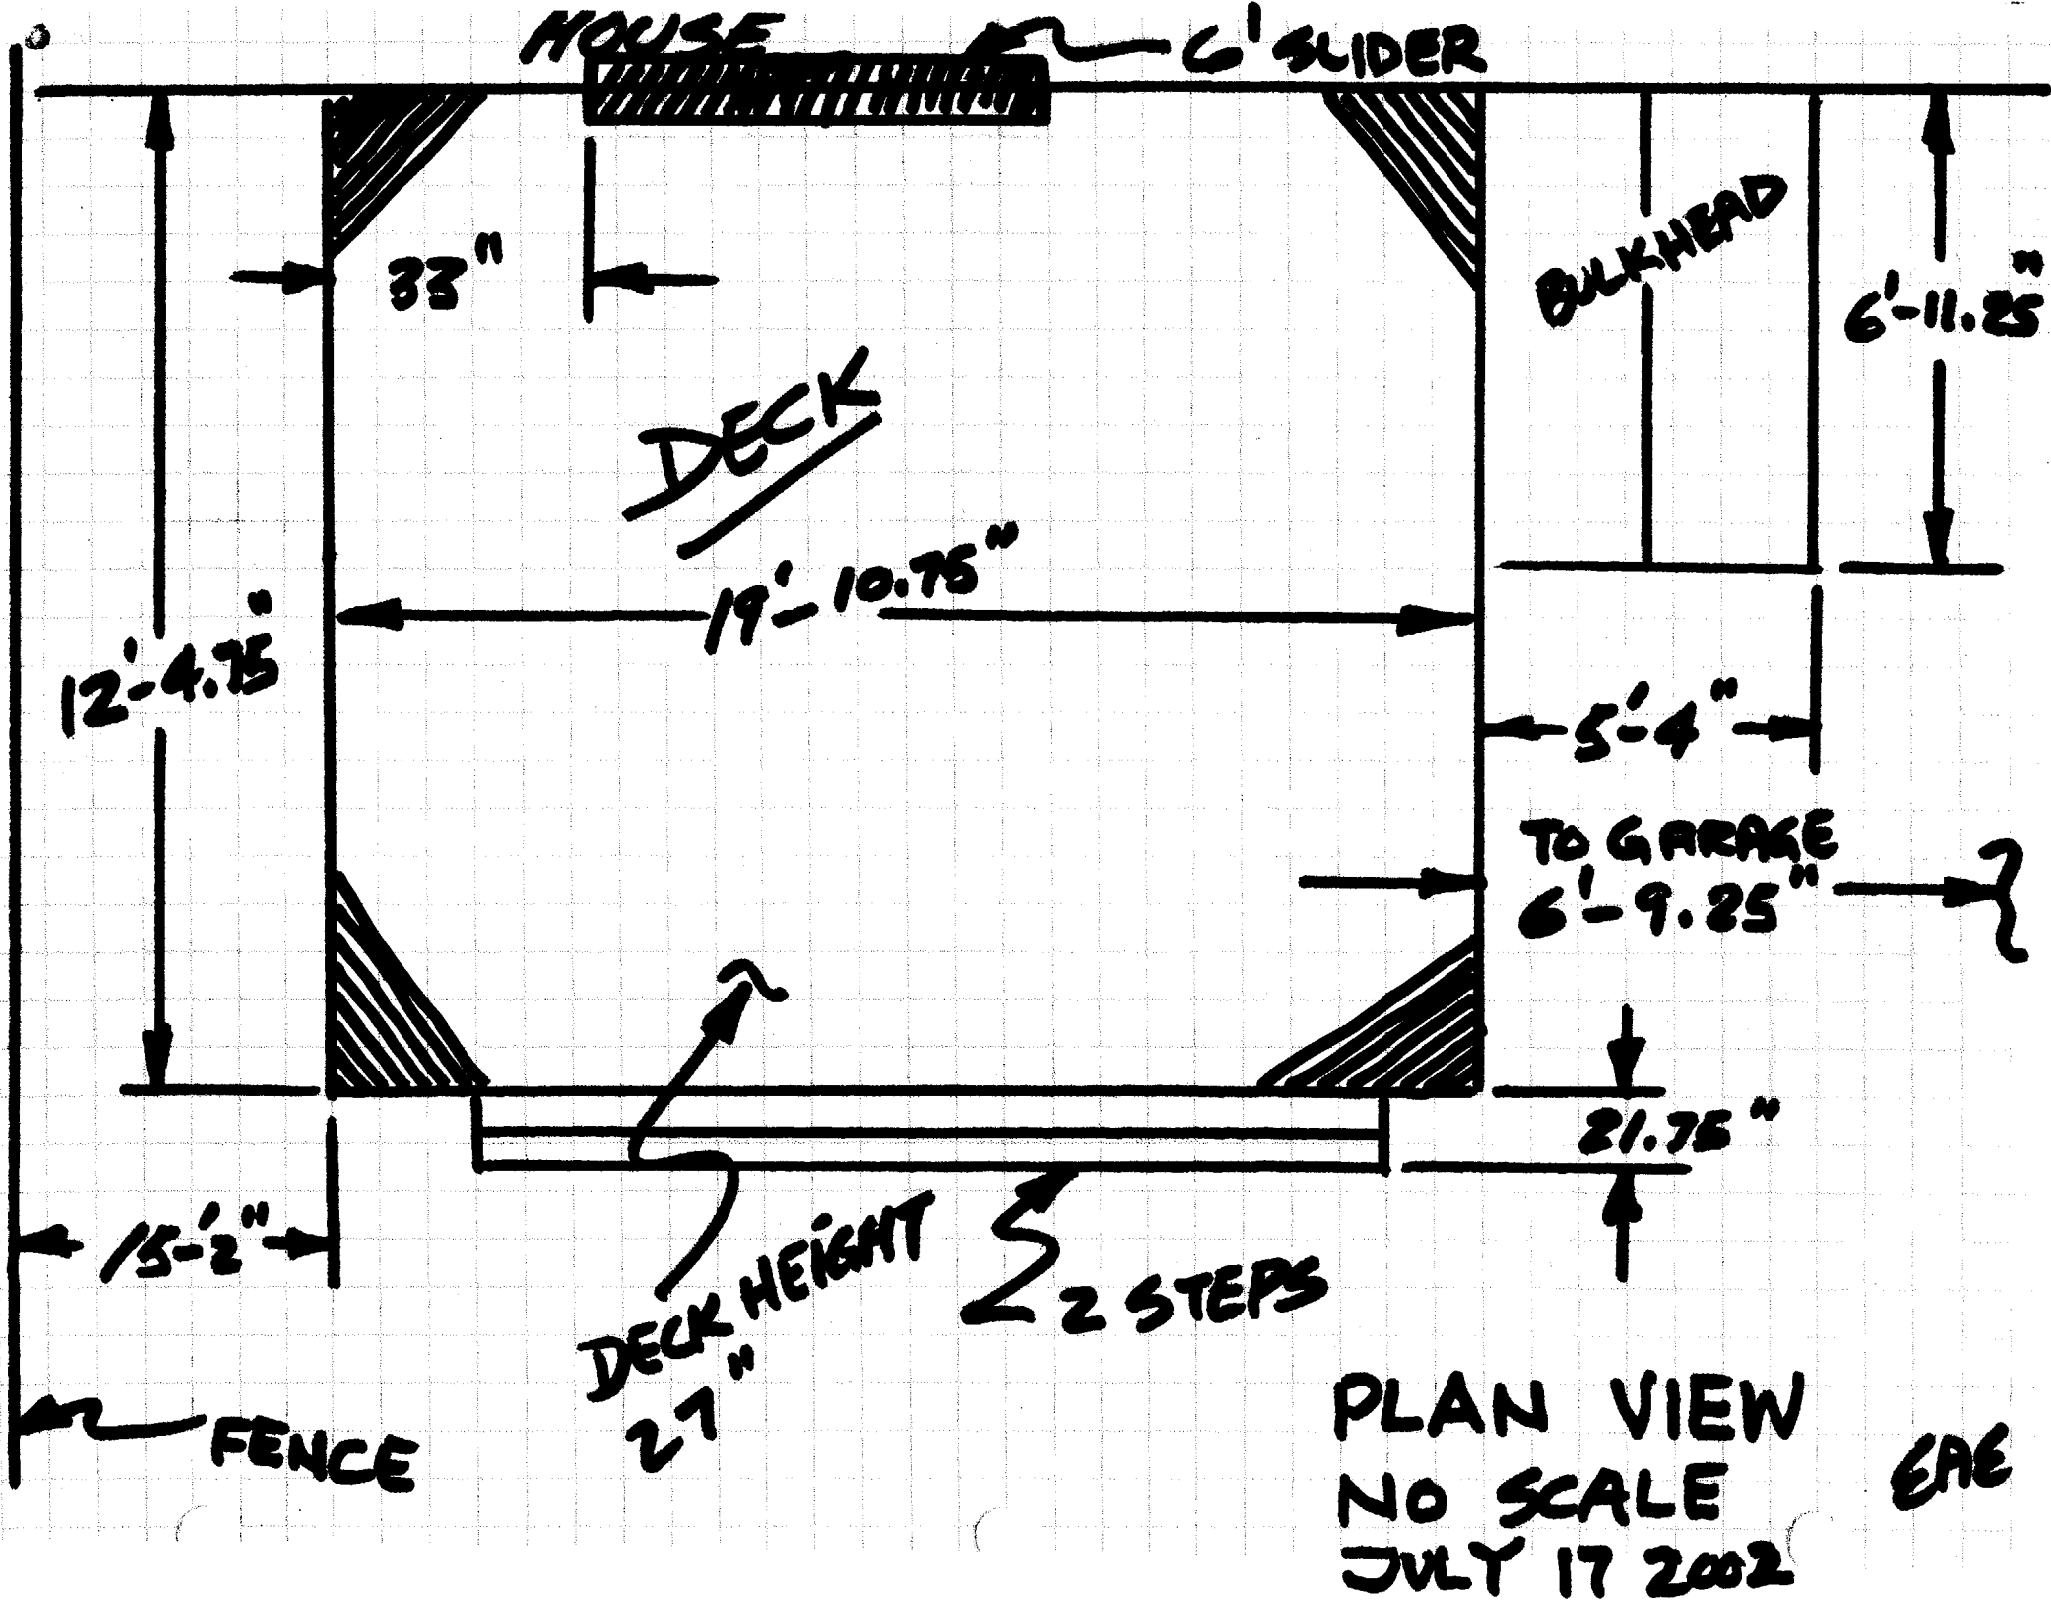 HOUSE
6' SLIDER
33"
BULKHEAD
6'-11.25"
DECK
19'-10.75"
12'-4.75"
5'-4"
TO GARAGE
6'-9.25"
21.75"
15'-2"
DECK HEIGHT
27"
2 STEPS
FENCE
PLAN VIEW
NO SCALE
JULY 17 2002
EAE